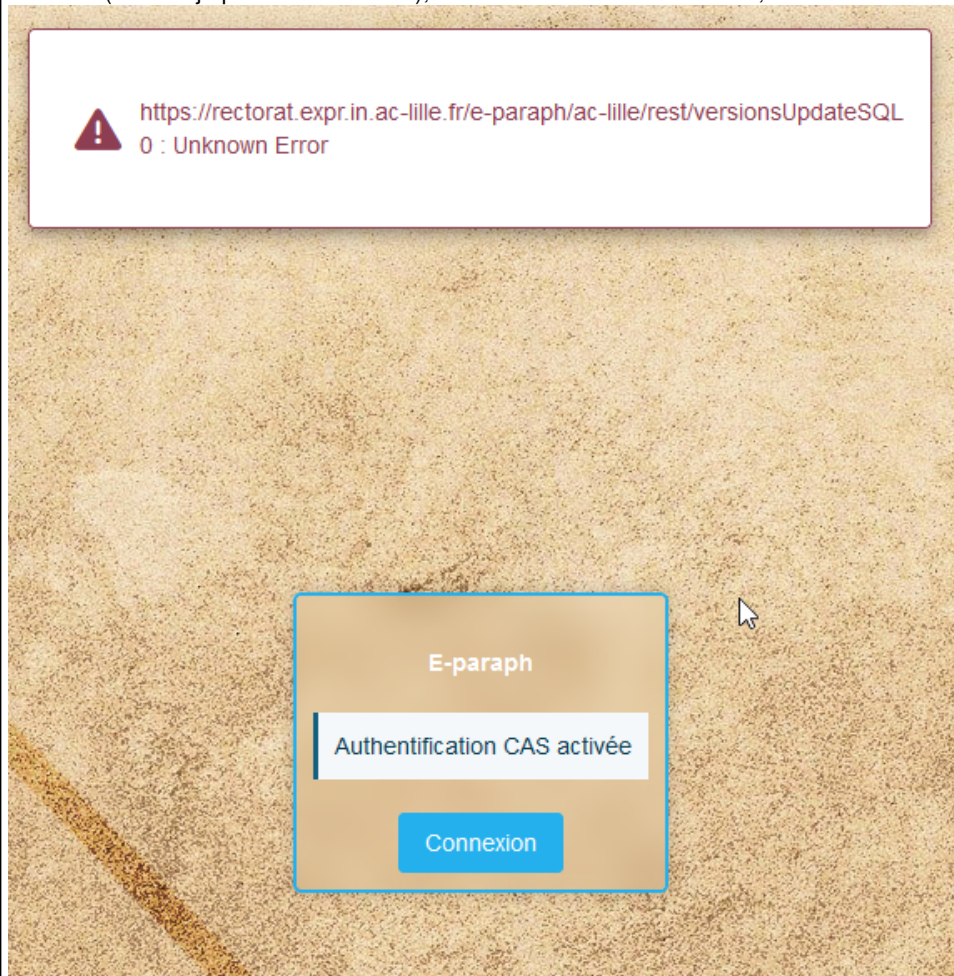 https://rectorat.expr.in.ac-lille.fr/e-paraph/ac-lille/rest/versionsUpdateSQL
0 : Unknown Error
E-paraph
Authentification CAS activée
Connexion